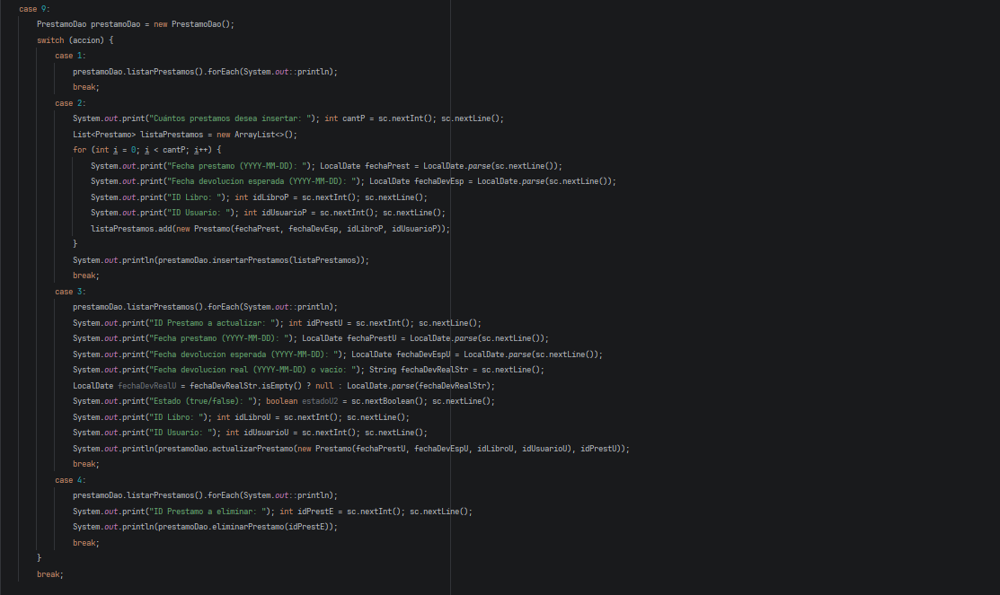 case 9:
PrestamoDao prestamoDao = new PrestamoDao();
switch (accion) {
case 1:
prestamoDao.listarPrestamos().forEach(System.out::println);
break;
case 2:
System.out.print("Cuántos prestamos desea insertar: "); int cantP = sc.nextInt(); sc.nextLine();
List<Prestamo> listaPrestamos = new ArrayList<>();
for (int i = 0; i < cantP; i++) {
System.out.print("Fecha prestamo (YYYY-MM-DD): "); LocalDate fechaPrest = LocalDate.parse(sc.nextLine());
System.out.print("Fecha devolucion esperada (YYYY-MM-DD): "); LocalDate fechaDevEsp = LocalDate.parse(sc.nextLine());
System.out.print("ID Libro: "); int idLibroP = sc.nextInt(); sc.nextLine();
System.out.print("ID Usuario: "); int idUsuarioP = sc.nextInt(); sc.nextLine();
listaPrestamos.add(new Prestamo(fechaPrest, fechaDevEsp, idLibroP, idUsuarioP));
}
System.out.println(prestamoDao.insertarPrestamos(listaPrestamos));
break;
case 3:
prestamoDao.listarPrestamos().forEach(System.out::println);
System.out.print("ID Prestamo a actualizar: "); int idPrestU = sc.nextInt(); sc.nextLine();
System.out.print("Fecha prestamo (YYYY-MM-DD): "); LocalDate fechaPrestU = LocalDate.parse(sc.nextLine());
System.out.print("Fecha devolucion esperada (YYYY-MM-DD): "); LocalDate fechaDevEspU = LocalDate.parse(sc.nextLine());
System.out.print("Fecha devolucion real (YYYY-MM-DD) o vacio: "); String fechaDevRealStr = sc.nextLine();
LocalDate fechaDevRealU = fechaDevRealStr.isEmpty() ? null : LocalDate.parse(fechaDevRealStr);
System.out.print("Estado (true/false): "); boolean estadoU2 = sc.nextBoolean(); sc.nextLine();
System.out.print("ID Libro: "); int idLibroU = sc.nextInt(); sc.nextLine();
System.out.print("ID Usuario: "); int idUsuarioU = sc.nextInt(); sc.nextLine();
System.out.println(prestamoDao.actualizarPrestamo(new Prestamo(fechaPrestU, fechaDevEspU, idLibroU, idUsuarioU), idPrestU));
break;
case 4:
prestamoDao.listarPrestamos().forEach(System.out::println);
System.out.print("ID Prestamo a eliminar: "); int idPrestE = sc.nextInt(); sc.nextLine();
System.out.println(prestamoDao.eliminarPrestamo(idPrestE));
break;
}
break;